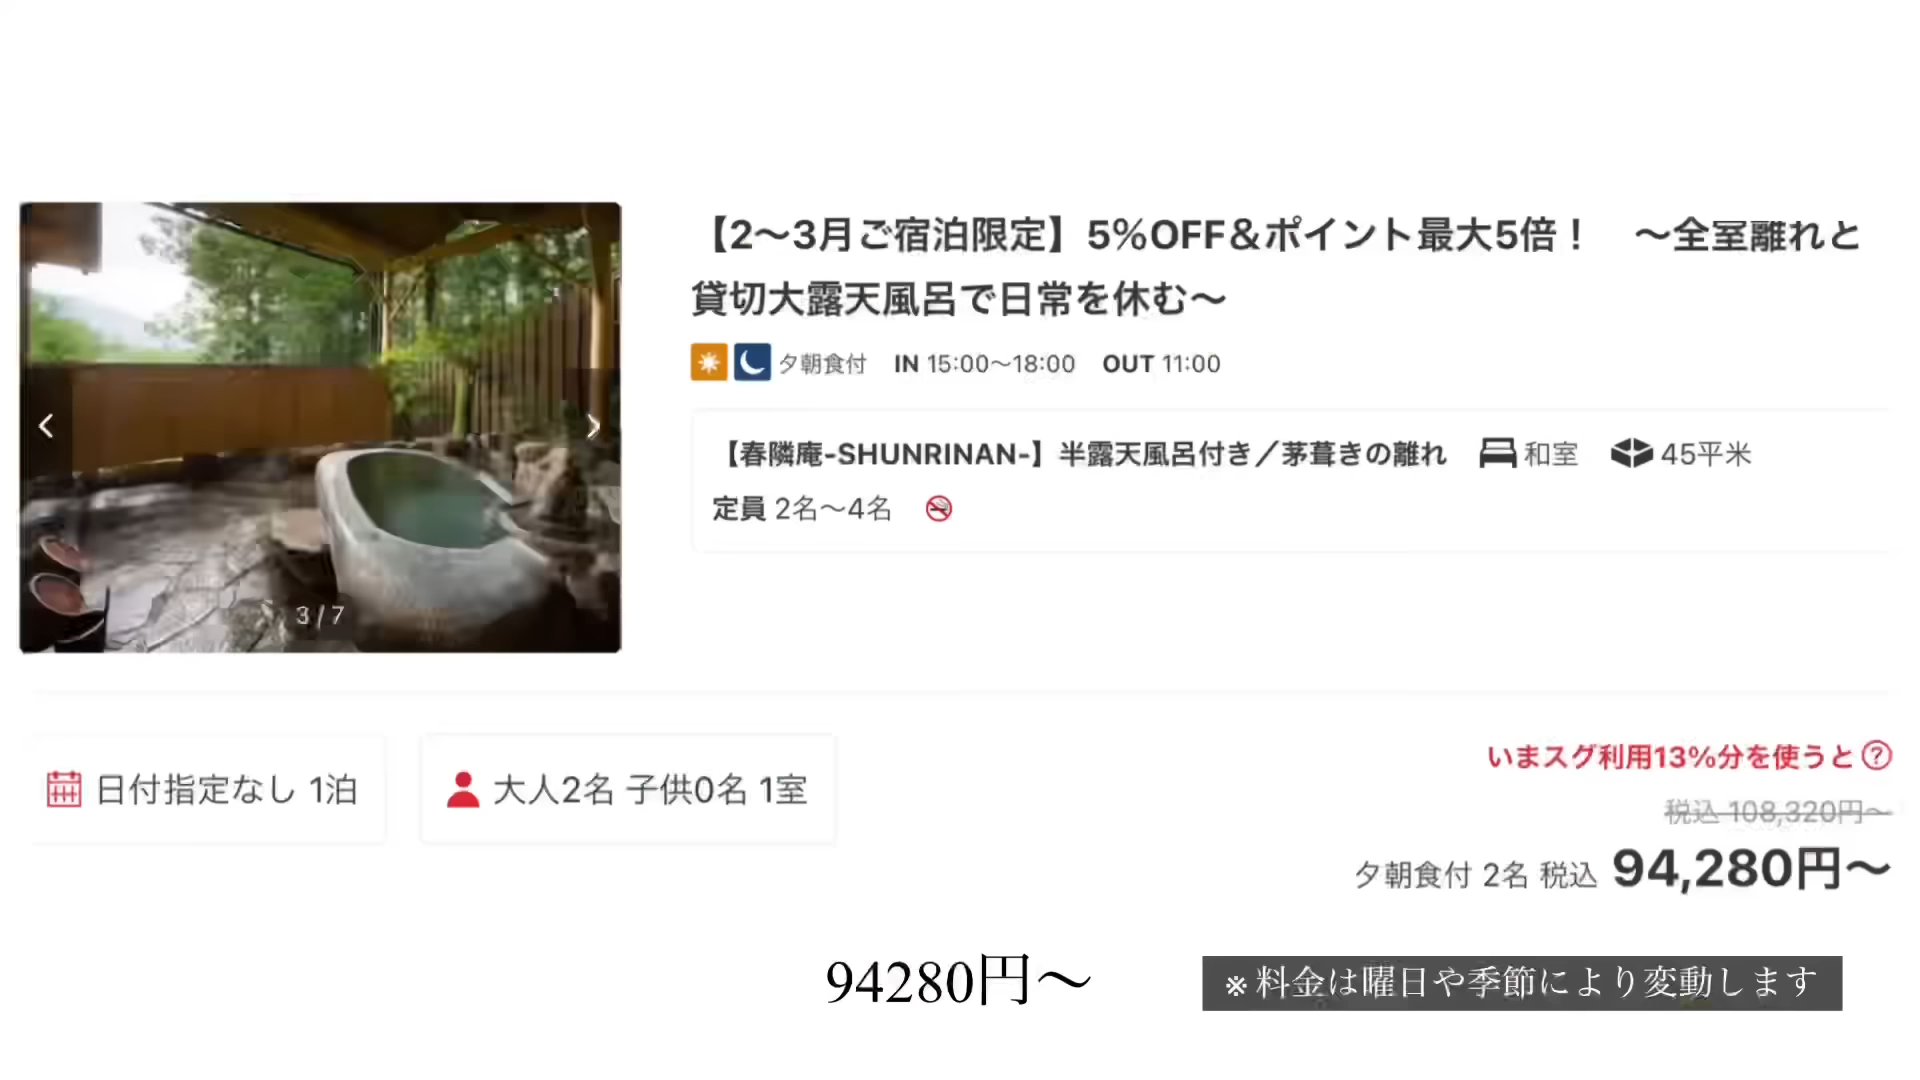 【2〜3月ご宿泊限定】5%OFF&ポイント最大5倍！　〜全室離れと
貸切大露天風呂で日常を休む〜
夕朝食付 IN 15:00〜18:00 OUT 11:00
【春隣庵-SHUNRINAN-】半露天風呂付き／茅葺きの離れ 和室 45平米
定員 2名〜4名
3 / 7
日付指定なし 1泊
大人2名 子供0名 1室
いまスグ利用13%分を使うと?
税込 108,320円〜
夕朝食付 2名 税込 94,280円〜
94280円〜
※料金は曜日や季節により変動します